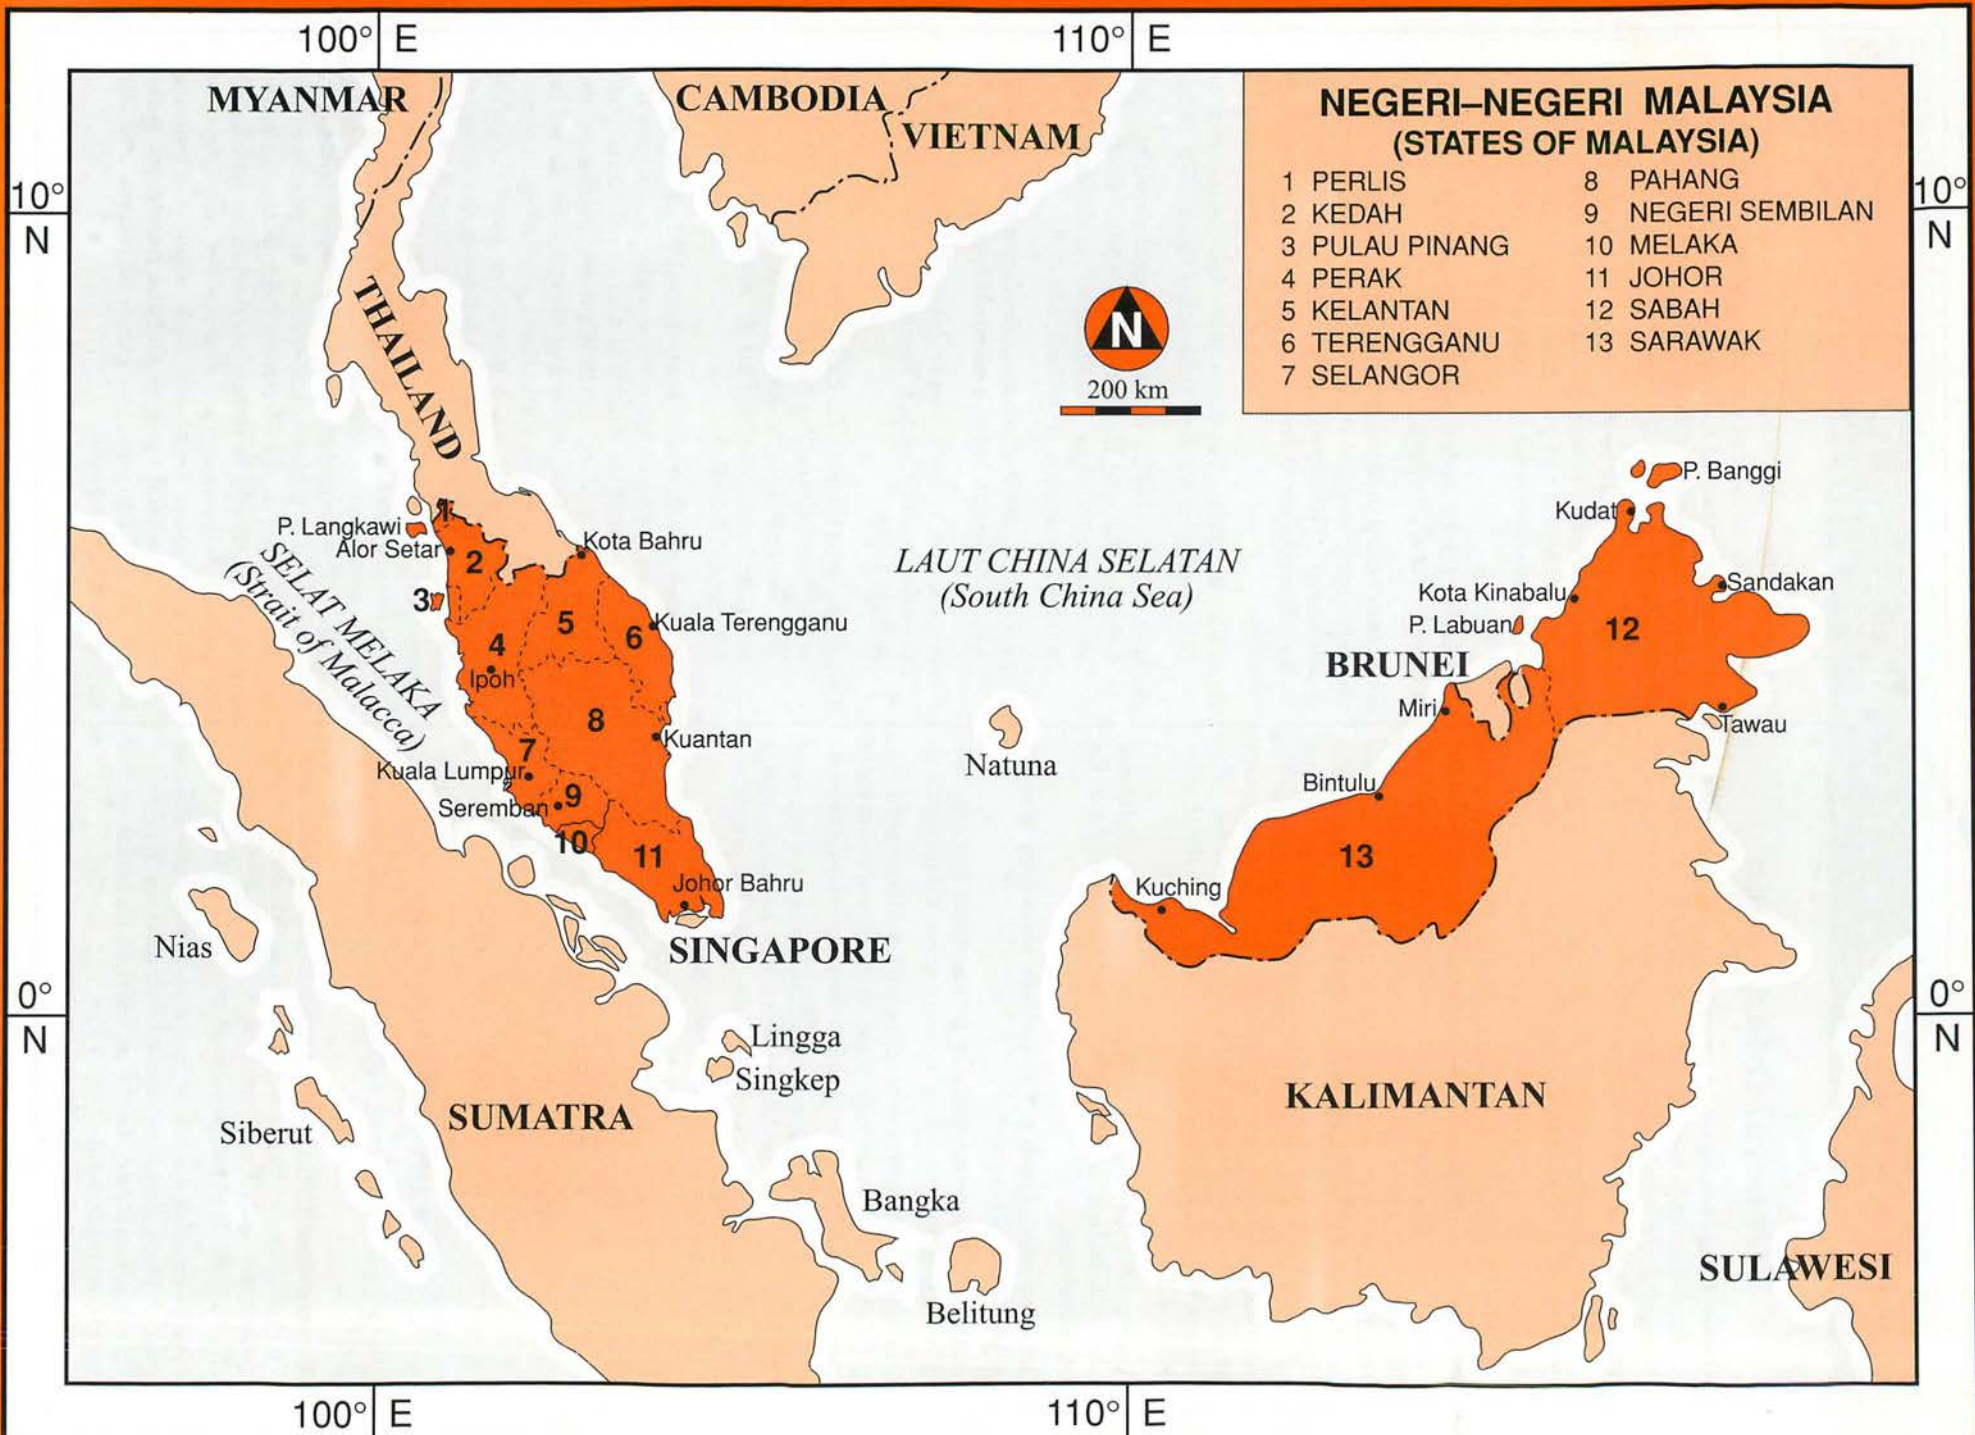 100° E
110° E
MYANMAR
CAMBODIA
VIETNAM
NEGERI–NEGERI MALAYSIA
(STATES OF MALAYSIA)
1 PERLIS
2 KEDAH
3 PULAU PINANG
4 PERAK
5 KELANTAN
6 TERENGGANU
7 SELANGOR
8 PAHANG
9 NEGERI SEMBILAN
10 MELAKA
11 JOHOR
12 SABAH
13 SARAWAK
10°
N
10°
N
THAILAND
N
200 km
P. Banggi
Kudat
1
P. Langkawi
Alor Setar
2
Kota Bahru
SELAT MELAKA
(Strait of Malacca)
LAUT CHINA SELATAN
(South China Sea)
Kota Kinabalu
Sandakan
3
5
6
Kuala Terengganu
P. Labuan
12
4
Ipoh
BRUNEI
8
Miri
Tawau
7
Kuantan
Natuna
Kuala Lumpur
Bintulu
9
Seremban
10
11
13
Johor Bahru
Kuching
Nias
SINGAPORE
0°
N
0°
N
Lingga
Singkep
KALIMANTAN
SUMATRA
Siberut
Bangka
SULAWESI
Belitung
100° E
110° E